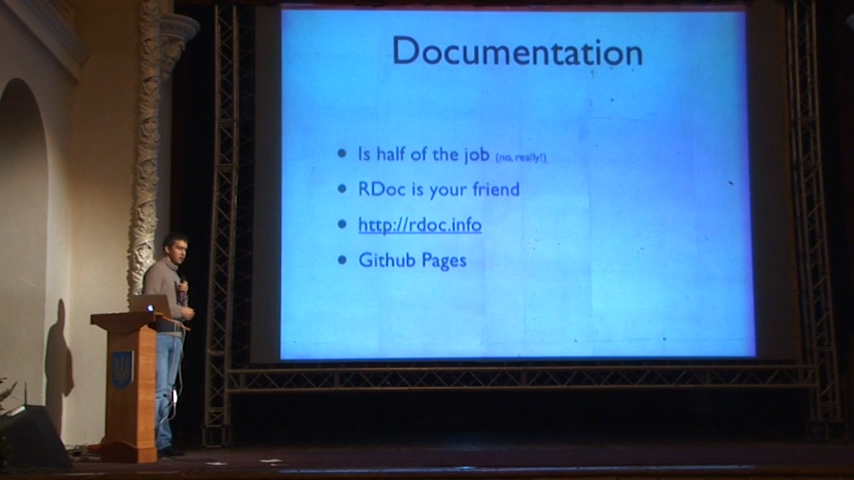 Documentation
Is half of the job (no, really!)
RDoc is your friend
http://rdoc.info
Github Pages